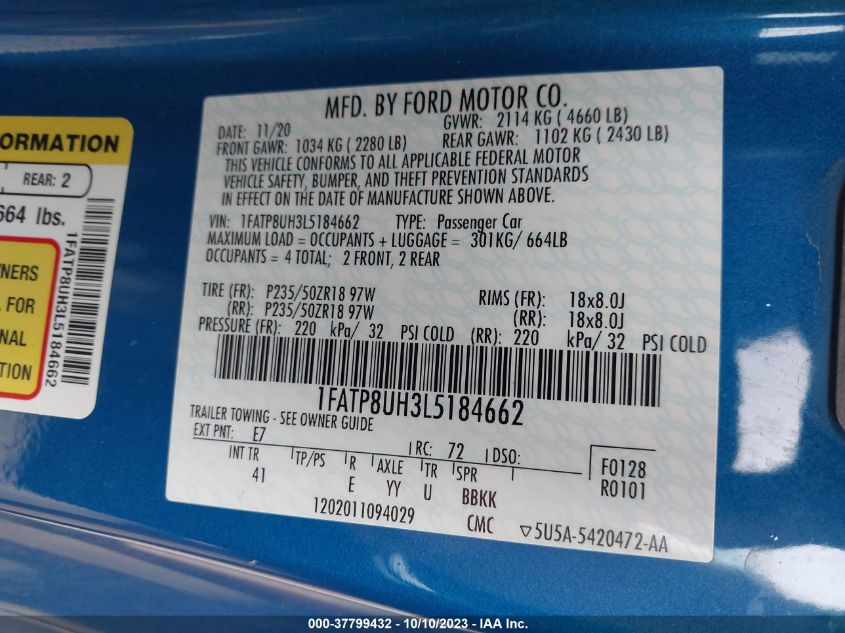 ORMATION
REAR: 2
664 lbs.
1FATP8UH3L5184662
NERS
L FOR
NAL
TION
MFD. BY FORD MOTOR CO.
DATE: 11/20 GVWR: 2114 KG ( 4660 LB)
FRONT GAWR: 1034 KG ( 2280 LB) REAR GAWR: 1102 KG ( 2430 LB)
THIS VEHICLE CONFORMS TO ALL APPLICABLE FEDERAL MOTOR
VEHICLE SAFETY, BUMPER, AND THEFT PREVENTION STANDARDS
IN EFFECT ON THE DATE OF MANUFACTURE SHOWN ABOVE.
VIN: 1FATP8UH3L5184662 TYPE: Passenger Car
MAXIMUM LOAD = OCCUPANTS + LUGGAGE = 301KG/ 664LB
OCCUPANTS = 4 TOTAL; 2 FRONT, 2 REAR
TIRE (FR): P235/50ZR18 97W RIMS (FR): 18x8.0J
(RR): P235/50ZR18 97W (RR): 18x8.0J
PRESSURE (FR): 220 kPa/ 32 PSI COLD (RR): 220 kPa/ 32 PSI COLD
1FATP8UH3L5184662
TRAILER TOWING - SEE OWNER GUIDE
EXT PNT: E7 RC: 72 DSO:
INT TR TP/PS R AXLE TR SPR F0128
41 E YY U BBKK R0101
1202011094029 CMC 5U5A-5420472-AA
000-37799432 - 10/10/2023 - IAA Inc.